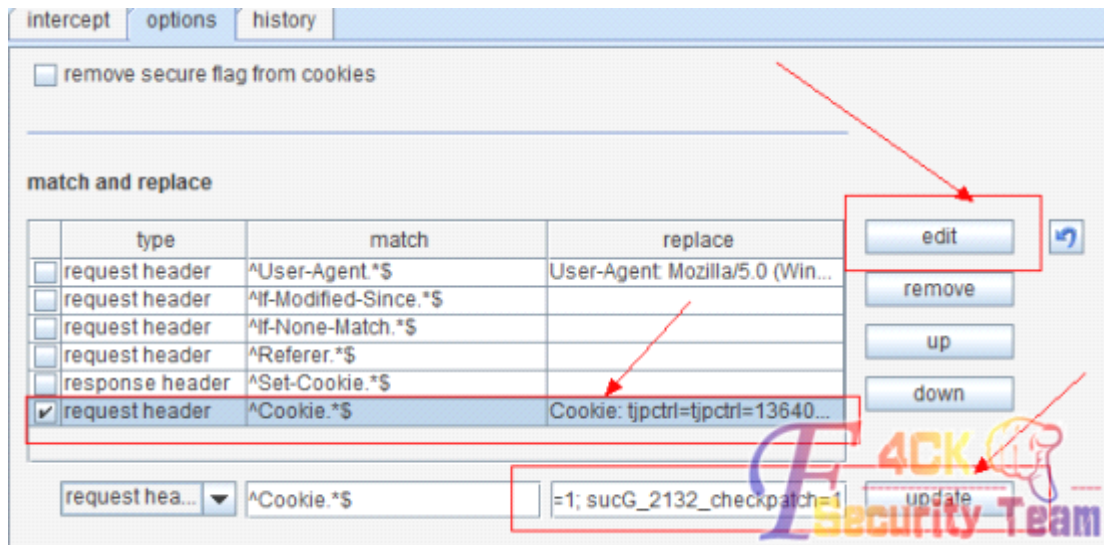 intercept options history
remove secure flag from cookies
match and replace
type match replace
request header ^User-Agent.*$ User-Agent: Mozilla/5.0 (Win...
request header ^If-Modified-Since.*$
request header ^If-None-Match.*$
request header ^Referer.*$
response header ^Set-Cookie.*$
request header ^Cookie.*$ Cookie: tjpctrl=tjpctrl=13640...
edit
remove
up
down
request hea... ^Cookie.*$ =1; sucG_2132_checkpatch=1 update
F4CK
Security Team